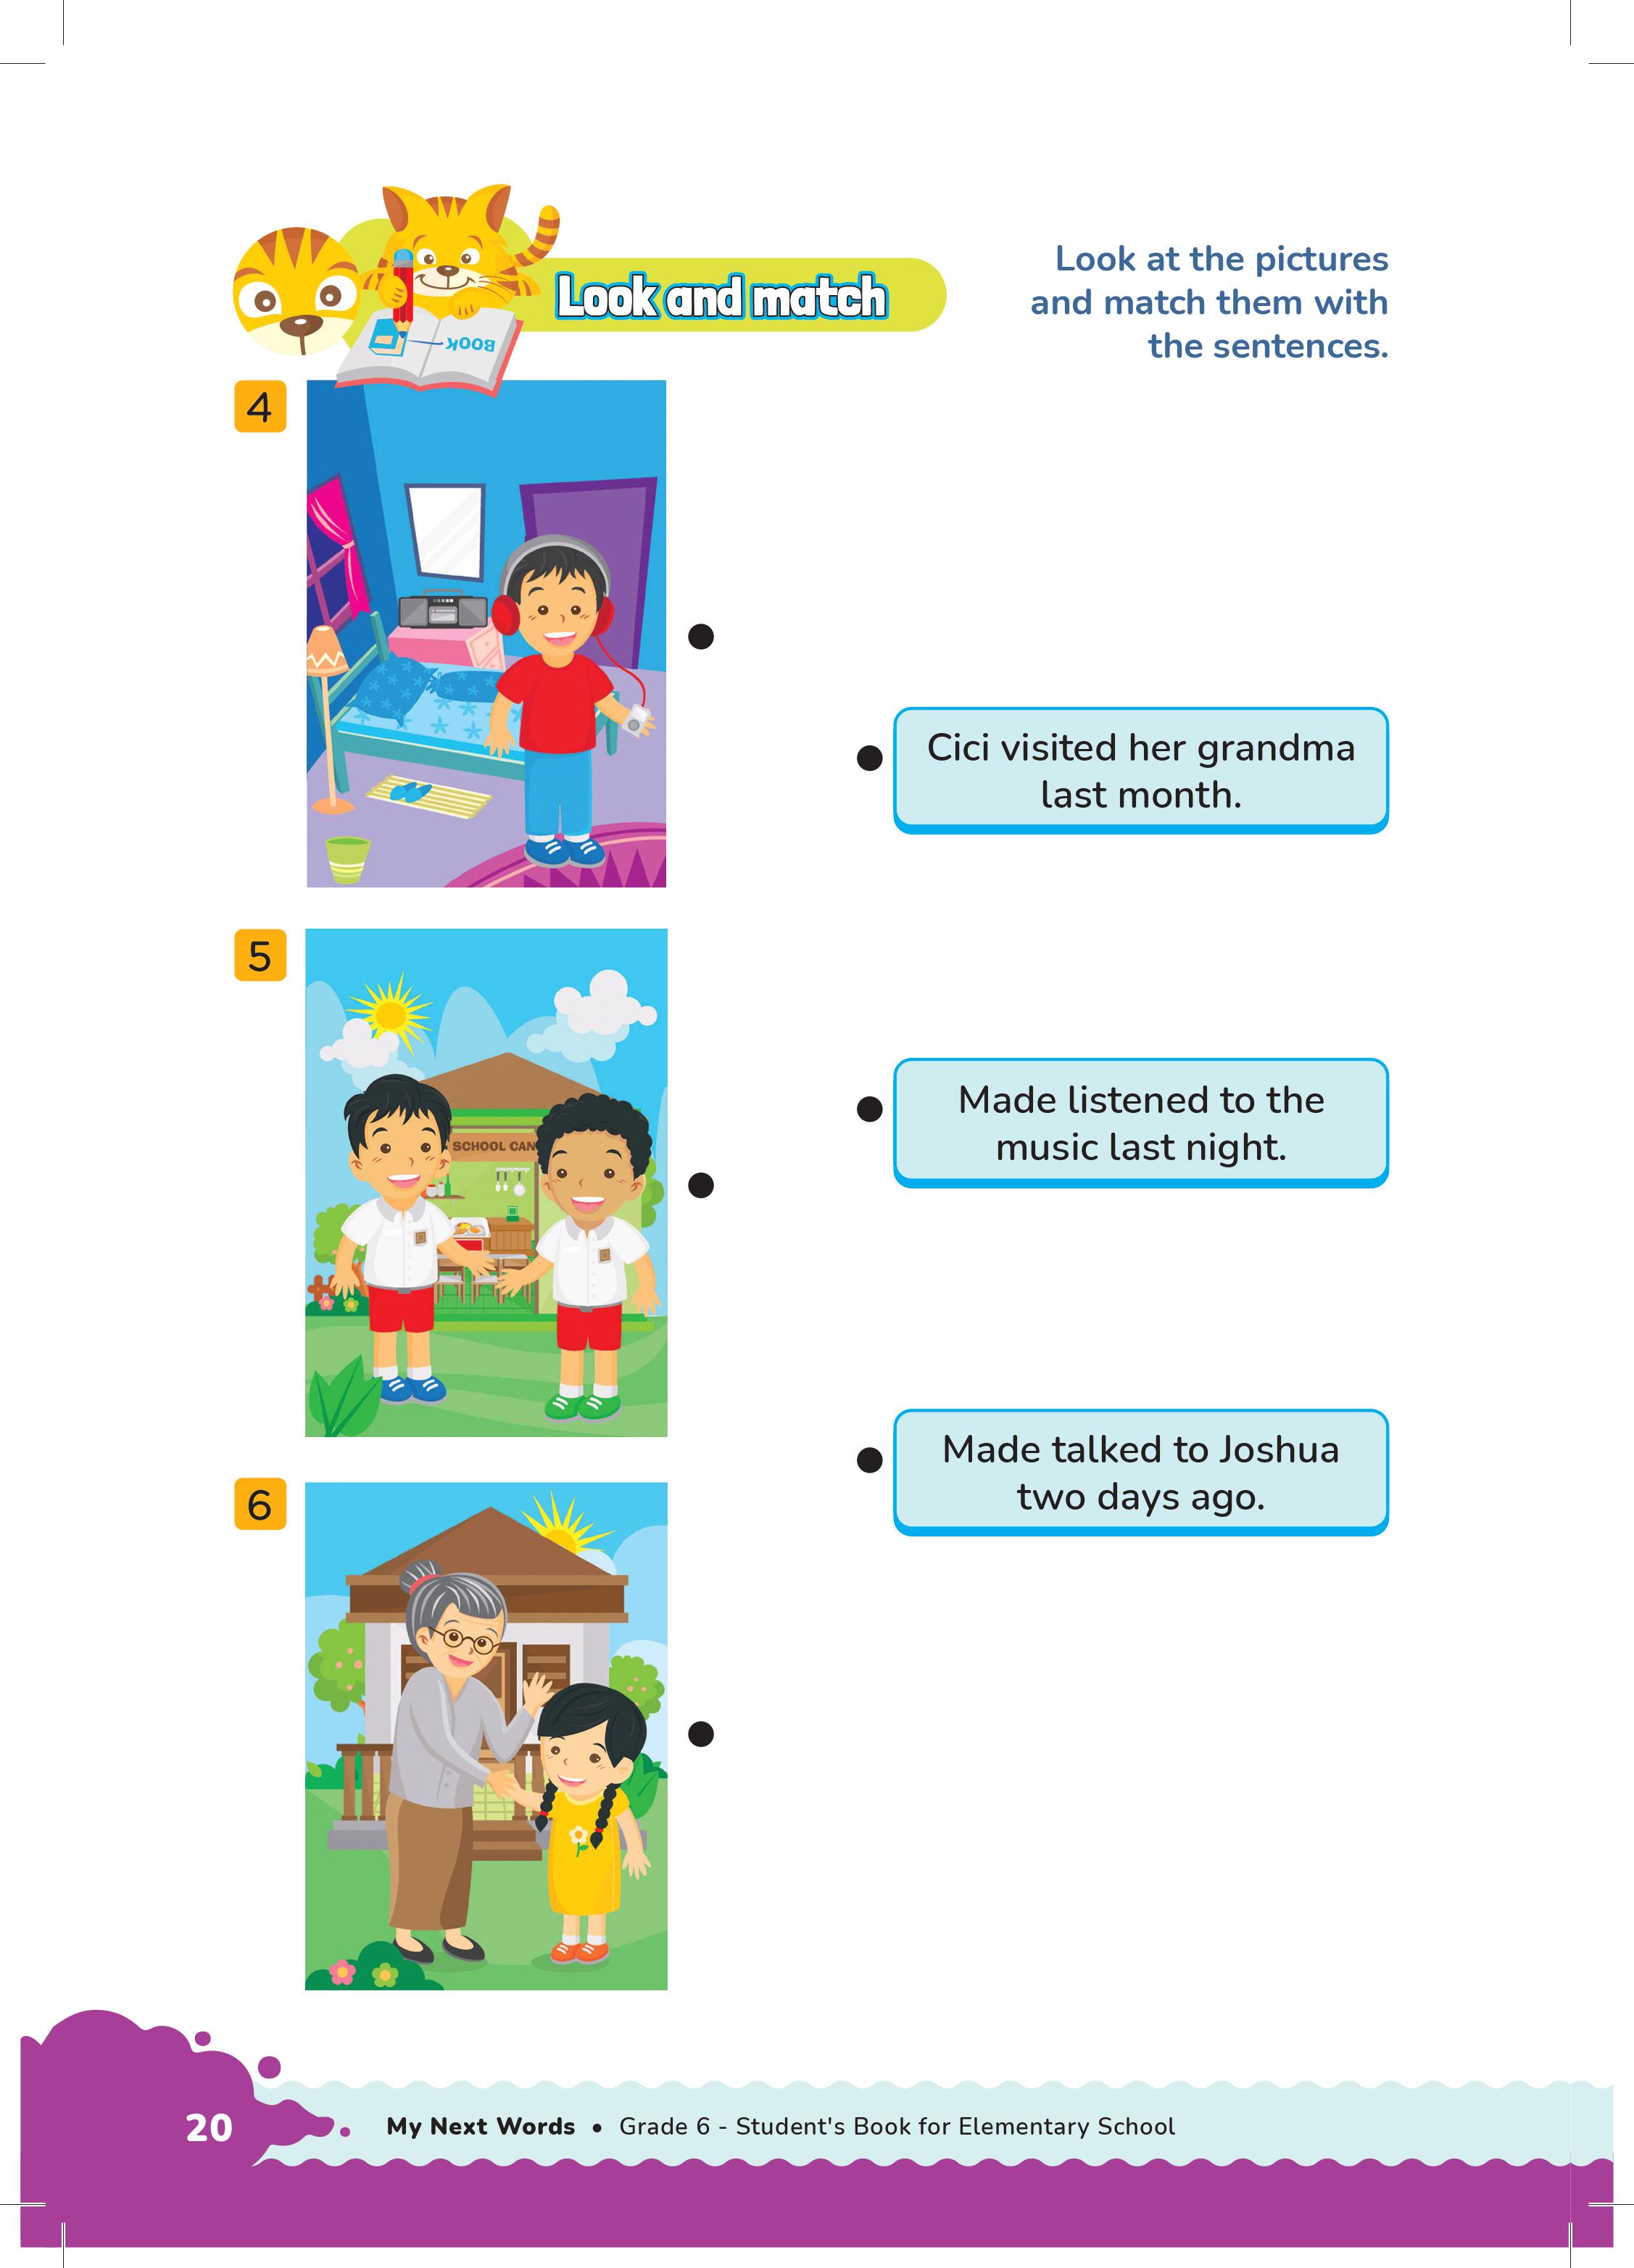 BOOK
Look and match
Look at the pictures
and match them with
the sentences.
4
Cici visited her grandma
last month.
5
SCHOOL CAN
Made listened to the
music last night.
Made talked to Joshua
two days ago.
6
20
My Next Words • Grade 6 - Student's Book for Elementary School